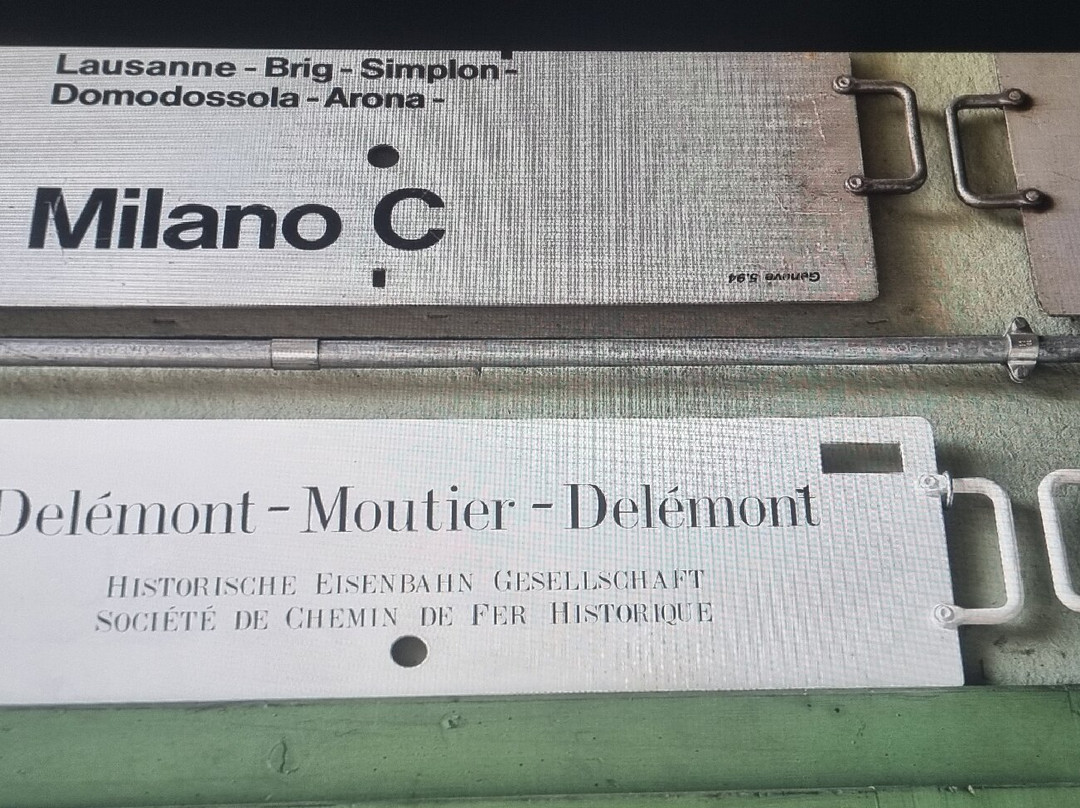 Lausanne - Brig - Simplon -
Domodossola - Arona -
Milano C
Genève 5.94
Delémont - Moutier - Delémont
Historische Eisenbahn Gesellschaft
Société de Chemin de Fer Historique